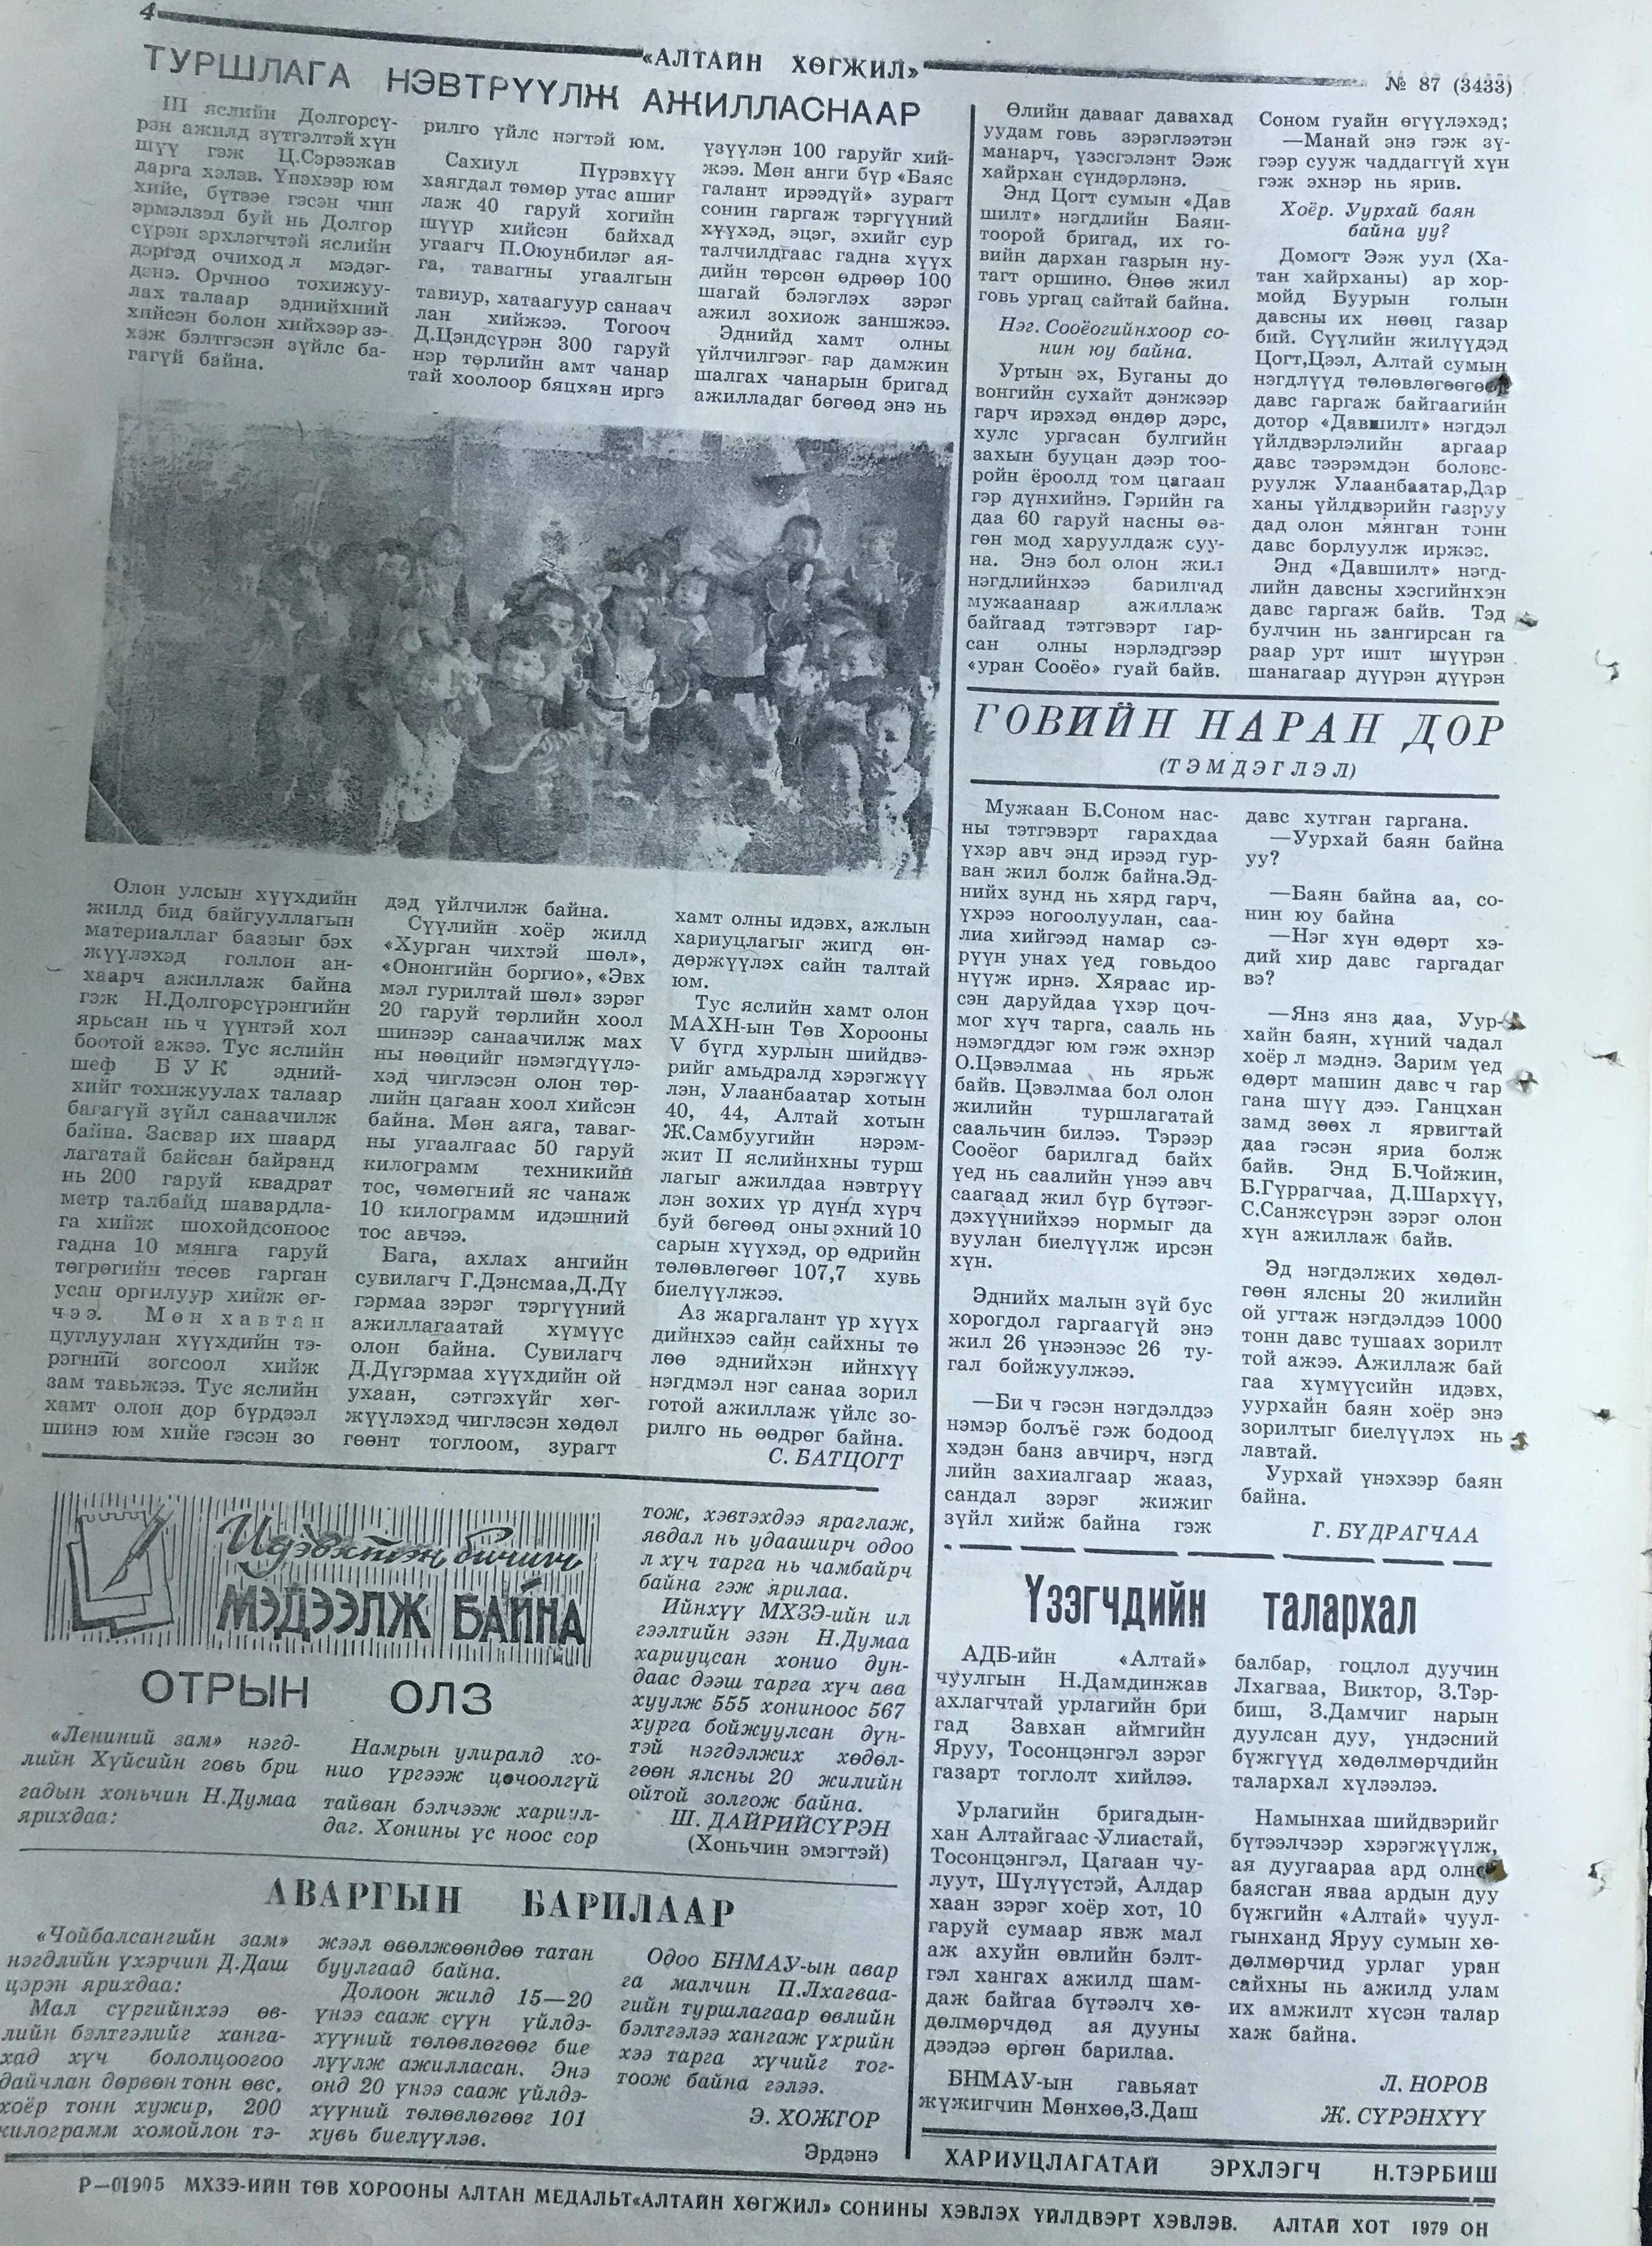 4
«АЛТАЙН ХӨГЖИЛ»
№ 87 (3433)
ТУРШЛАГА НЭВТРҮҮЛЖ АЖИЛЛАСНААР
III яслийн Долгорсү-
рэн ажилд зүтгэлтэй хүн
шүү гэж Ц.Сэрээжав
дарга хэлэв. Үнэхээр юм
хийе, бүтээе гэсэн чин
эрмэлзэл буй нь Долгор
сүрэн эрхлэгчтэй яслийн
дэргэд очиход л мэдэг-
дэнэ. Орчноо тохижуу-
лах талаар эднийхний
хийсэн болон хийхээр зэ-
хэж бэлтгэсэн зүйлс ба-
гагүй байна.
рилго үйлс нэгтэй юм.
Сахиул Пүрэвхүү
хаягдал төмөр утас ашиг
лаж 40 гаруй хогийн
шүүр хийсэн байхад
угаагч П.Оюунбилэг ая-
га, тавагны угаалгын
тавиур, хатаагуур санаач
лан хийжээ. Тогооч
Д.Цэндсүрэн 300 гаруй
нэр төрлийн амт чанар
тай хоолоор бяцхан иргэ
үзүүлэн 100 гаруйг хий-
жээ. Мөн анги бүр «Баяс
галант ирээдүй» зурагт
сонин гаргаж тэргүүний
хүүхэд, эцэг, эхийг сур
талчилдгаас гадна хүүх
дийн төрсөн өдрөөр 100
шагай бэлэглэх зэрэг
ажил зохиож заншжээ.
Эднийд хамт олны
үйлчилгээг гар дамжин
шалгах чанарын бригад
ажилладаг бөгөөд энэ нь
Олон улсын хүүхдийн
жилд бид байгууллагын
материаллаг баазыг бэх
жүүлэхэд голлон ан-
хаарч ажиллаж байна
гэж Н.Долгорсүрэнгийн
ярьсан нь ч үүнтэй хол
боотой ажээ. Тус яслийн
шеф БУК эдний-
хийг тохижуулах талаар
багагүй зүйл санаачилж
байна. Засвар их шаард
лагатай байсан байранд
нь 200 гаруй квадрат
метр талбайд шавардла-
га хийж шохойдсоноос
гадна 10 мянга гаруй
төгрөгийн төсөв гарган
усан оргилуур хийж өг-
чээ. Мөн хавтан
цуглуулан хүүхдийн тэ-
рэгний зогсоол хийж
зам тавьжээ. Тус яслийн
хамт олон дор бүрдээл
шинэ юм хийе гэсэн зо
дэд үйлчилж байна.
Сүүлийн хоёр жилд
«Хурган чихтэй шөл»,
«Онoнгийн боргио», «Эвх
мэл гурилтай шөл» зэрэг
20 гаруй төрлийн хоол
шинээр санаачилж мах
ны нөөцийг нэмэгдүүлэ-
хэд чиглэсэн олон төр-
лийн цагаан хоол хийсэн
байна. Мөн аяга, таваг-
ны угаалгаас 50 гаруй
килограмм техникийн
тос, чөмөгний яс чанаж
10 килограмм идэшний
тос авчээ.
Бага, ахлах ангийн
сувилагч Г.Дэнсмаа,Д.Дү
гэрмаа зэрэг тэргүүний
ажиллагаатай хүмүүс
олон байна. Сувилагч
Д.Дүгэрмаа хүүхдийн ой
ухаан, сэтгэхүйг хөг-
жүүлэхэд чиглэсэн хөдөл
гөөнт тоглоом, зурагт
хамт олны идэвх, ажлын
хариуцлагыг жигд өн-
дөржүүлэх сайн талтай
юм.
Тус яслийн хамт олон
МАХН-ын Төв Хорооны
V бүгд хурлын шийдвэ-
рийг амьдралд хэрэгжүү
лэн, Улаанбаатар хотын
40, 44, Алтай хотын
Ж.Самбуугийн нэрэм-
жит II яслийнхны турш
лагыг ажилдаа нэвтрүү
лэн зохих үр дүнд хүрч
буй бөгөөд оны эхний 10
сарын хүүхэд, ор өдрийн
төлөвлөгөөг 107,7 хувь
биелүүлжээ.
Аз жаргалант үр хүүх
дийнхээ сайн сайхны тө
лөө эднийхэн ийнхүү
нэгдмэл нэг санаа зорил
готой ажиллаж үйлс зо-
рилго нь өөдрөг байна.
С. БАТЦОГТ
Өлийн давааг давахад
уудам говь зэрэглээтэн
манарч, үзэсгэлэнт Ээж
хайрхан сүндэрлэнэ.
Энд Цогт сумын «Дав
шилт» нэгдлийн Баян-
тоорой бригад, их го-
вийн дархан газрын ну-
тагт оршино. Өнөө жил
говь ургац сайтай байна.
Нэг. Сооёогийнхоор со-
нин юу байна.
Уртын эх, Буганы до
вонгийн сухайт дэнжээр
гарч ирэхэд өндөр дэрс,
хулс ургасан булгийн
захын бууцан дээр тоо-
ройн ёроолд том цагаан
гэр дүнхийнэ. Гэрийн га
даа 60 гаруй насны өв-
гөн мод харуулдаж суу-
на. Энэ бол олон жил
нэгдлийнхээ барилгад
мужаанаар ажиллаж
байгаад тэтгэвэрт гар-
сан олны нэрлэдгээр
«уран Сооёо» гуай байв.
Соном гуайн өгүүлэхэд;
—Манай энэ гэж зү-
гээр сууж чаддаггүй хүн
гэж эхнэр нь ярив.
Хоёр. Уурхай баян
байна уу?
Домогт Ээж уул (Ха-
тан хайрханы) ар хор-
мойд Буурын голын
давсны их нөөц газар
бий. Сүүлийн жилүүдэд
Цогт,Цээл, Алтай сумын
нэгдлүүд төлөвлөгөөгөөр
давс гаргаж байгаагийн
дотор «Давшилт» нэгдэл
үйлдвэрлэлийн аргаар
давс тээрэмдэн боловс-
руулж Улаанбаатар,Дар
ханы үйлдвэрийн газруу
дад олон мянган тонн
давс борлуулж иржээ.
Энд «Давшилт» нэгд-
лийн давсны хэсгийнхэн
давс гаргаж байв. Тэд
булчин нь зангирсан га
раар урт ишт шүүрэн
шанагаар дүүрэн дүүрэн
ГОВИЙН НАРАН ДОР
(ТЭМДЭГЛЭЛ)
Мужаан Б.Соном нас-
ны тэтгэвэрт гарахдаа
үхэр авч энд ирээд гур-
ван жил болж байна.Эд-
нийх зунд нь хярд гарч,
үхрээ ногоолуулан, саа-
лиа хийгээд намар сэ-
рүүн унах үед говьдоо
нүүж ирнэ. Хяраас ир-
сэн даруйдаа үхэр цоч-
мог хүч тарга, сааль нь
нэмэгддэг юм гэж эхнэр
О.Цэвэлмаа нь ярьж
байв. Цэвэлмаа бол олон
жилийн туршлагатай
саальчин билээ. Тэрээр
Сооёог барилгад байх
үед нь саалийн үнээ авч
саагаад жил бүр бүтээг-
дэхүүнийхээ нормыг да
вуулан биелүүлж ирсэн
хүн.
Эднийх малын зүй бус
хорогдол гаргаагүй энэ
жил 26 үнээнээс 26 ту-
гал бойжуулжээ.
—Би ч гэсэн нэгдэлдээ
нэмэр болъё гэж бодоод
хэдэн банз авчирч, нэгд
лийн захиалгаар жааз,
сандал зэрэг жижиг
зүйл хийж байна гэж
давс хутган гаргана.
—Уурхай баян байна
уу?
—Баян байна аа, со-
нин юу байна
—Нэг хүн өдөрт хэ-
дий хир давс гаргадаг
вэ?
—Янз янз даа, Уур-
хайн баян, хүний чадал
хоёр л мэднэ. Зарим үед
өдөрт машин давс ч гар
гана шүү дээ. Ганцхан
замд зөөх л ярвигтай
даа гэсэн яриа болж
байв. Энд Б.Чойжин,
Б.Гүррагчаа, Д.Шархүү,
С.Санжсүрэн зэрэг олон
хүн ажиллаж байв.
Эд нэгдэлжих хөдөл-
гөөн ялсны 20 жилийн
ой угтаж нэгдэлдээ 1000
тонн давс тушаах зорилт
той ажээ. Ажиллаж бай
гаа хүмүүсийн идэвх,
уурхайн баян хоёр энэ
зорилтыг биелүүлэх нь
лавтай.
Уурхай үнэхээр баян
байна.
Г. БҮДРАГЧАА
Идэвхтэн бичигч
МЭДЭЭЛЖ БАЙНА
ОТРЫН ОЛЗ
«Лениний зам» нэгд-
лийн Хүйсийн говь бри
гадын хоньчин Н.Думаа
ярихдаа:
Намрын улиралд хо-
нио үргээж цочоолгүй
тайван бэлчээж хариул-
даг. Хонины үс ноос сор
тож, хэвтэхдээ яраглаж,
явдал нь удааширч одоо
л хүч тарга нь чамбайрч
байна гэж ярилаа.
Ийнхүү МХЗЭ-ийн ил
гээлтийн эзэн Н.Думаа
хариуцсан хонио дун-
даас дээш тарга хүч ава
хуулж 555 хониноос 567
хурга бойжуулсан дүн-
тэй нэгдэлжих хөдөл-
гөөн ялсны 20 жилийн
ойтой золгож байна.
Ш. ДАЙРИЙСҮРЭН
(Хоньчин эмэгтэй)
АВАРГЫН БАРИЛААР
«Чойбалсангийн зам»
нэгдлийн үхэрчин Д.Даш
цэрэн ярихдаа:
Мал сүргийнхээ өв-
лийн бэлтгэлийг ханга-
хад хүч бололцоогоо
дайчлан дөрвөн тонн өвс,
хоёр тонн хужир, 200
килограмм хомойлон тэ-
жээл өвөлжөөндөө татан
буулгаад байна.
Долоон жилд 15—20
үнээ сааж сүүн үйлдэ-
хүүний төлөвлөгөөг бие
лүүлж ажилласан. Энэ
онд 20 үнээ сааж үйлдэ-
хүүний төлөвлөгөөг 101
хувь биелүүлэв.
Одоо БНМАУ-ын авар
га малчин П.Лхагваа-
гийн туршлагаар өвлийн
бэлтгэлээ хангаж үхрийн
хээ тарга хүчийг тог-
тоож байна гэлээ.
Э. ХОЖГОР
Эрдэнэ
Үзэгчдийн талархал
АДБ-ийн «Алтай»
чуулгын Н.Дамдинжав
ахлагчтай урлагийн бри
гад Завхан аймгийн
Яруу, Тосонцэнгэл зэрэг
газарт тоглолт хийлээ.
Урлагийн бригадын-
хан Алтайгаас-Улиастай,
Тосонцэнгэл, Цагаан чу-
луут, Шүлүүстэй, Алдар
хаан зэрэг хоёр хот, 10
гаруй сумаар явж мал
аж ахуйн өвлийн бэлт-
гэл хангах ажилд шам-
даж байгаа бүтээлч хө-
дөлмөрчдөд ая дууны
дээдээ өргөн барилаа.
БНМАУ-ын гавьяат
жүжигчин Мөнхөө,З.Даш
балбар, гоцлол дуучин
Лхагваа, Виктор, З.Тэр-
биш, З.Дамчиг нарын
дуулсан дуу, үндэсний
бүжгүүд хөдөлмөрчдийн
талархал хүлээлээ.
Намынхаа шийдвэрийг
бүтээлчээр хэрэгжүүлж,
ая дуугаараа ард олноо
баясган яваа ардын дуу
бүжгийн «Алтай» чуул-
гынханд Яруу сумын хө-
дөлмөрчид урлаг уран
сайхны нь ажилд улам
их амжилт хүсэн талар
хаж байна.
Л. НОРОВ
Ж. СҮРЭНХҮҮ
ХАРИУЦЛАГАТАЙ ЭРХЛЭГЧ Н.ТЭРБИШ
Р—01905 МХЗЭ-ИЙН ТӨВ ХОРООНЫ АЛТАН МЕДАЛЬТ«АЛТАЙН ХӨГЖИЛ» СОНИНЫ ХЭВЛЭХ ҮЙЛДВЭРТ ХЭВЛЭВ. АЛТАЙ ХОТ 1979 ОН